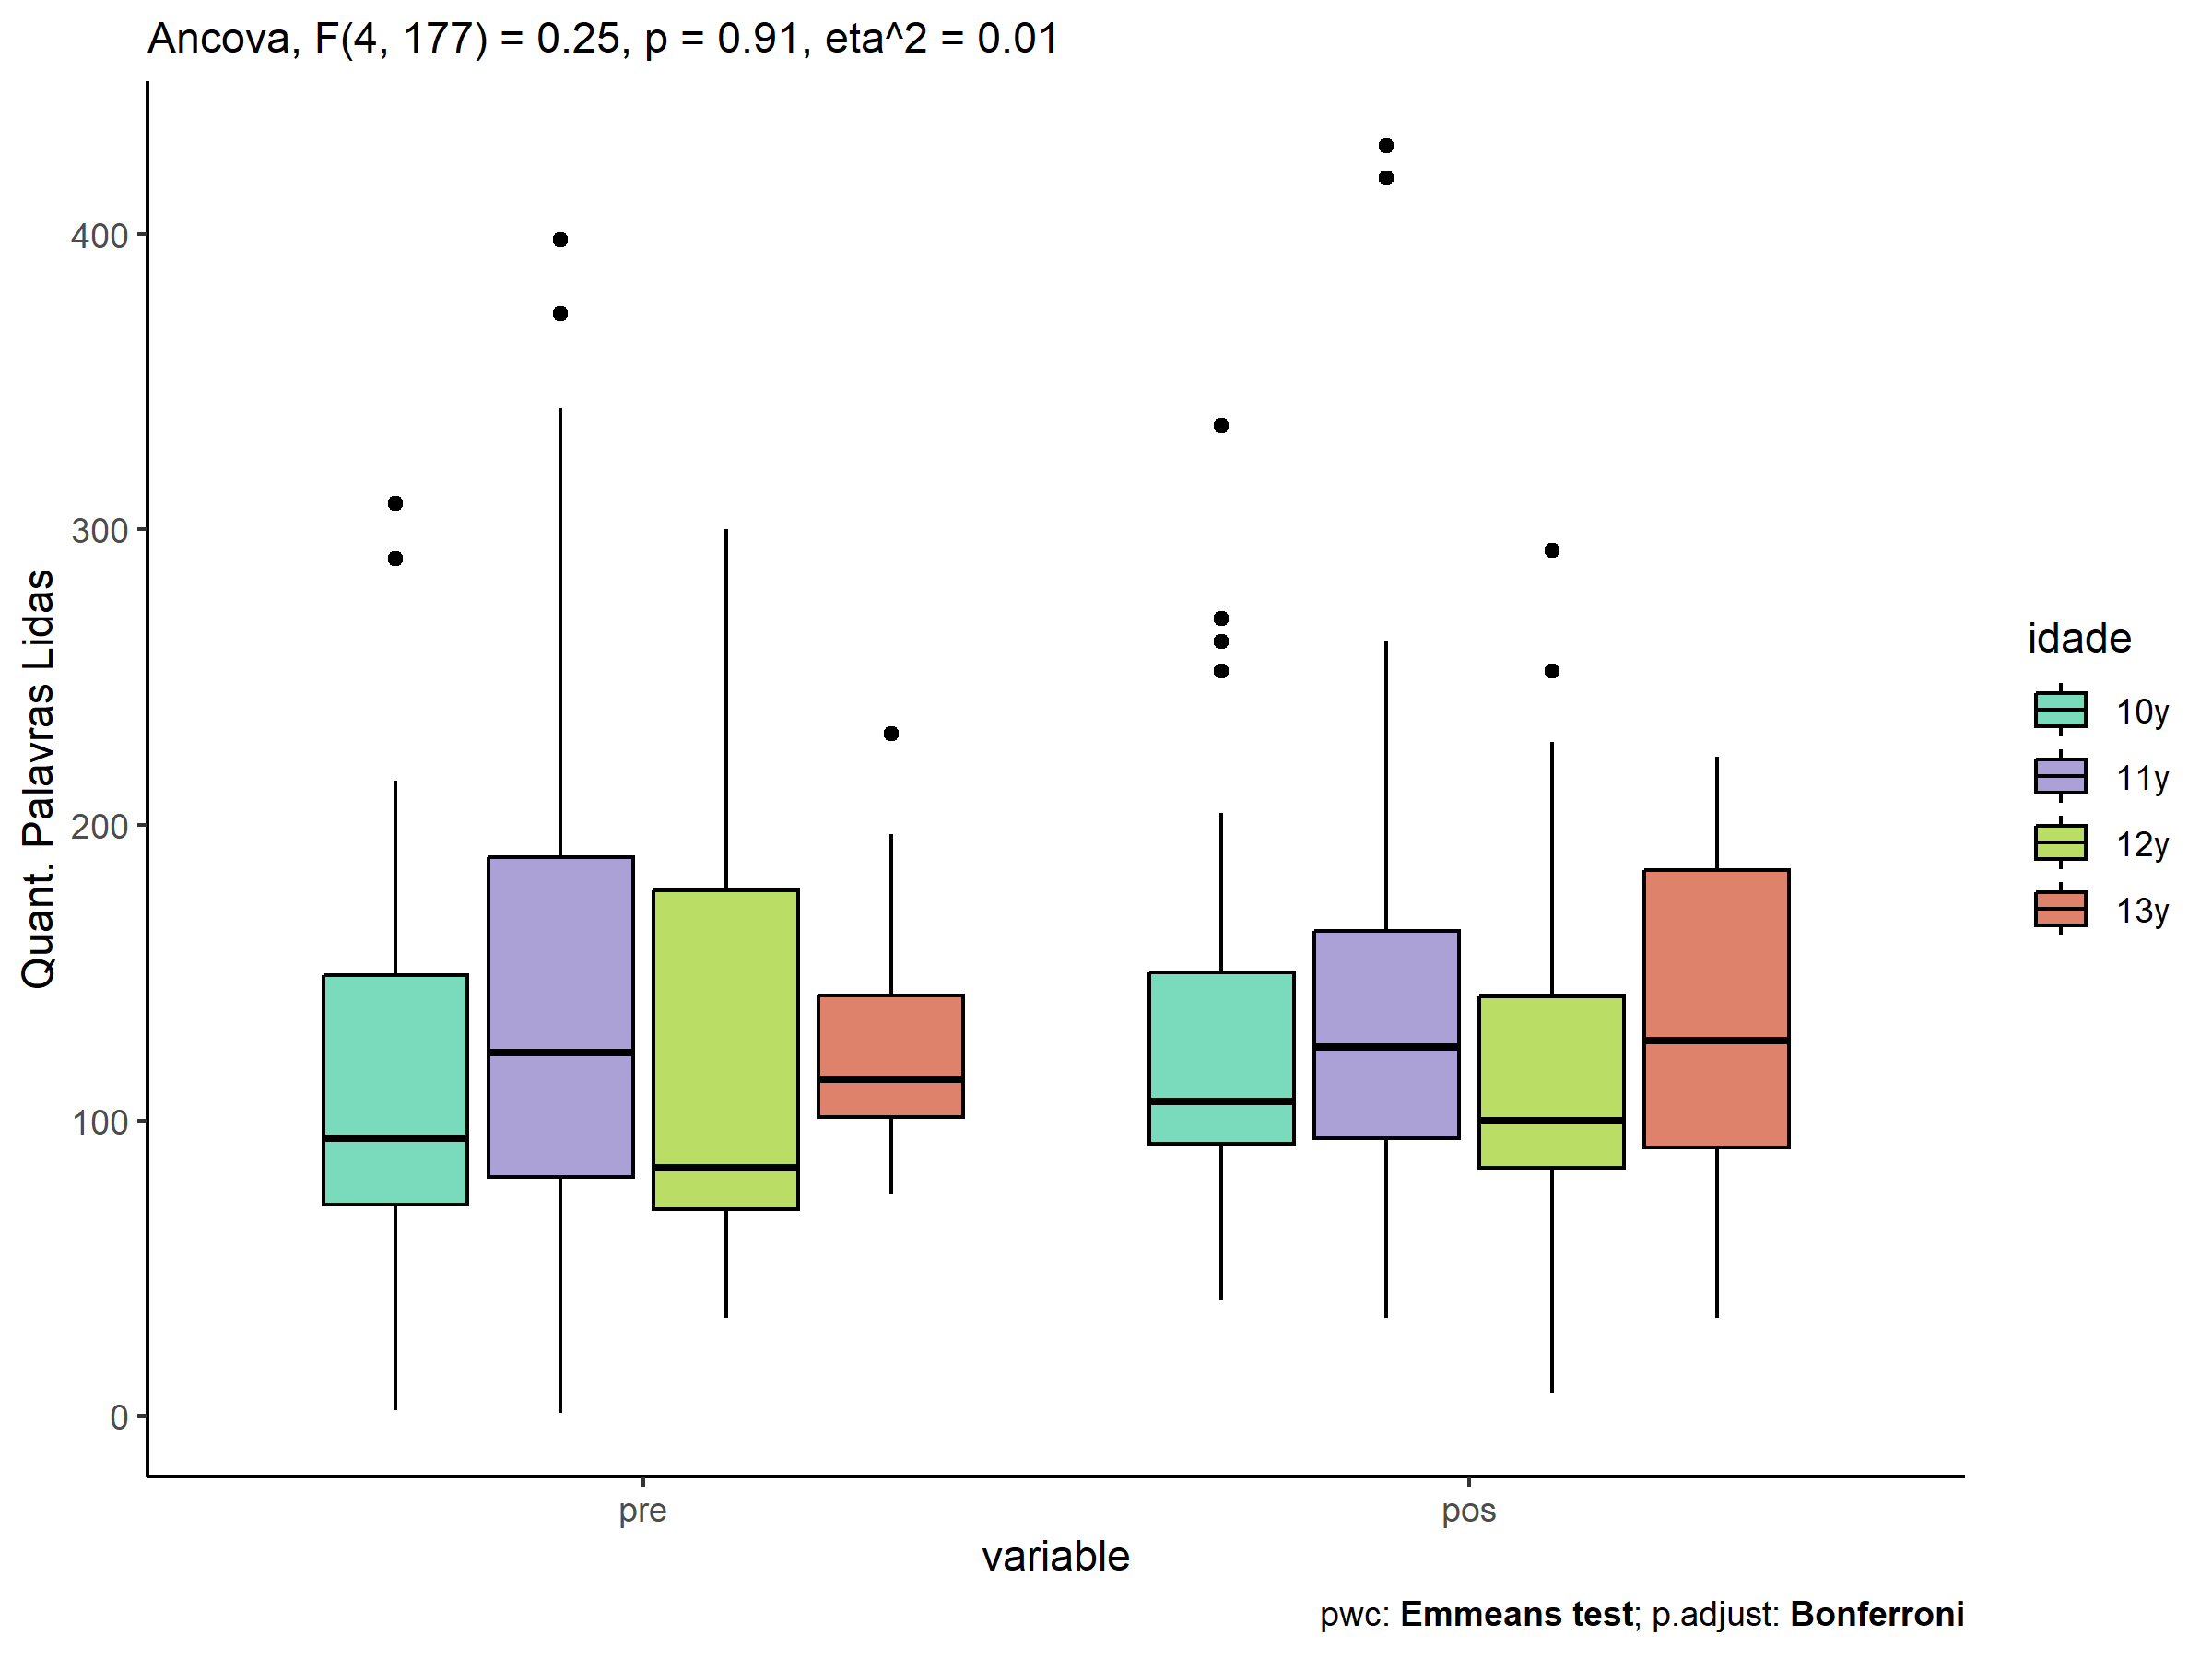 Ancova, F(4, 177) = 0.25, p = 0.91, eta^2 = 0.01
Quant. Palavras Lidas
400
300
200
100
0
pre
pos
variable
idade
10y
11y
12y
13y
pwc: Emmeans test; p.adjust: Bonferroni